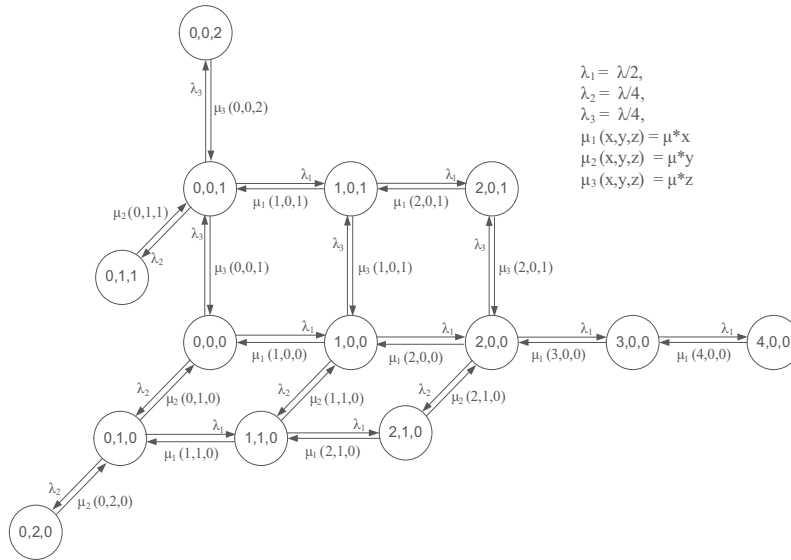 0,0,2
λ₁ = λ/2,
λ₂ = λ/4,
λ₃ = λ/4,
μ₁ (x,y,z) = μ*x
μ₂ (x,y,z) = μ*y
μ₃ (x,y,z) = μ*z
λ₃
μ₃ (0,0,2)
0,0,1
λ₁
μ₁ (1,0,1)
1,0,1
λ₁
μ₁ (2,0,1)
2,0,1
μ₂ (0,1,1)
λ₂
0,1,1
λ₃
μ₃ (0,0,1)
λ₃
μ₃ (1,0,1)
λ₃
μ₃ (2,0,1)
0,0,0
λ₁
μ₁ (1,0,0)
1,0,0
λ₁
μ₁ (2,0,0)
2,0,0
λ₁
μ₁ (3,0,0)
3,0,0
λ₁
μ₁ (4,0,0)
4,0,0
λ₂
μ₂ (0,1,0)
λ₂
μ₂ (1,1,0)
λ₂
μ₂ (2,1,0)
0,1,0
λ₁
μ₁ (1,1,0)
1,1,0
λ₁
μ₁ (2,1,0)
2,1,0
λ₂
μ₂ (0,2,0)
0,2,0